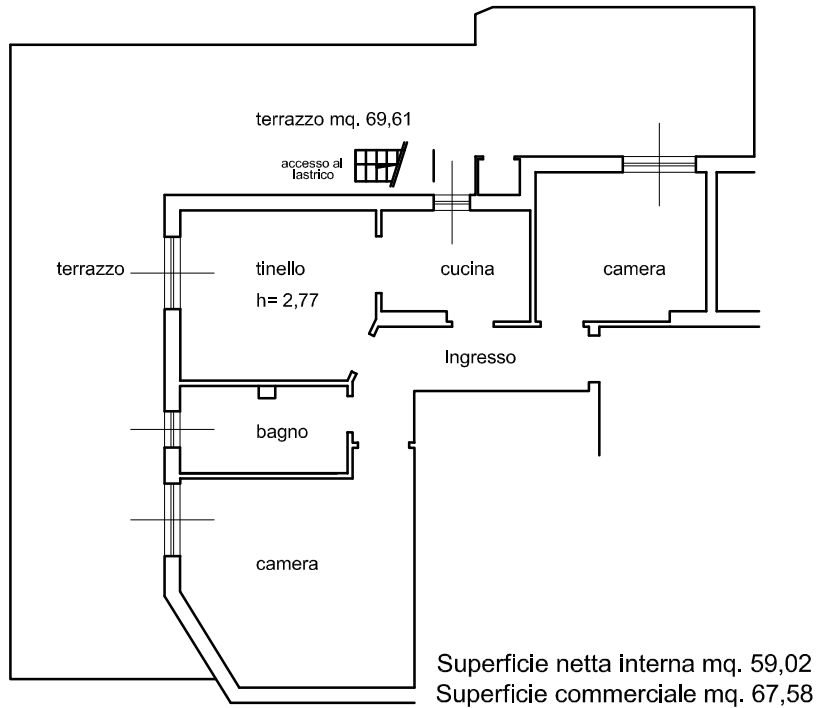 terrazzo mq. 69,61
accesso al
lastrico
terrazzo
tinello
h= 2,77
cucina
camera
Ingresso
bagno
camera
Superficie netta interna mq. 59,02
Superficie commerciale mq. 67,58